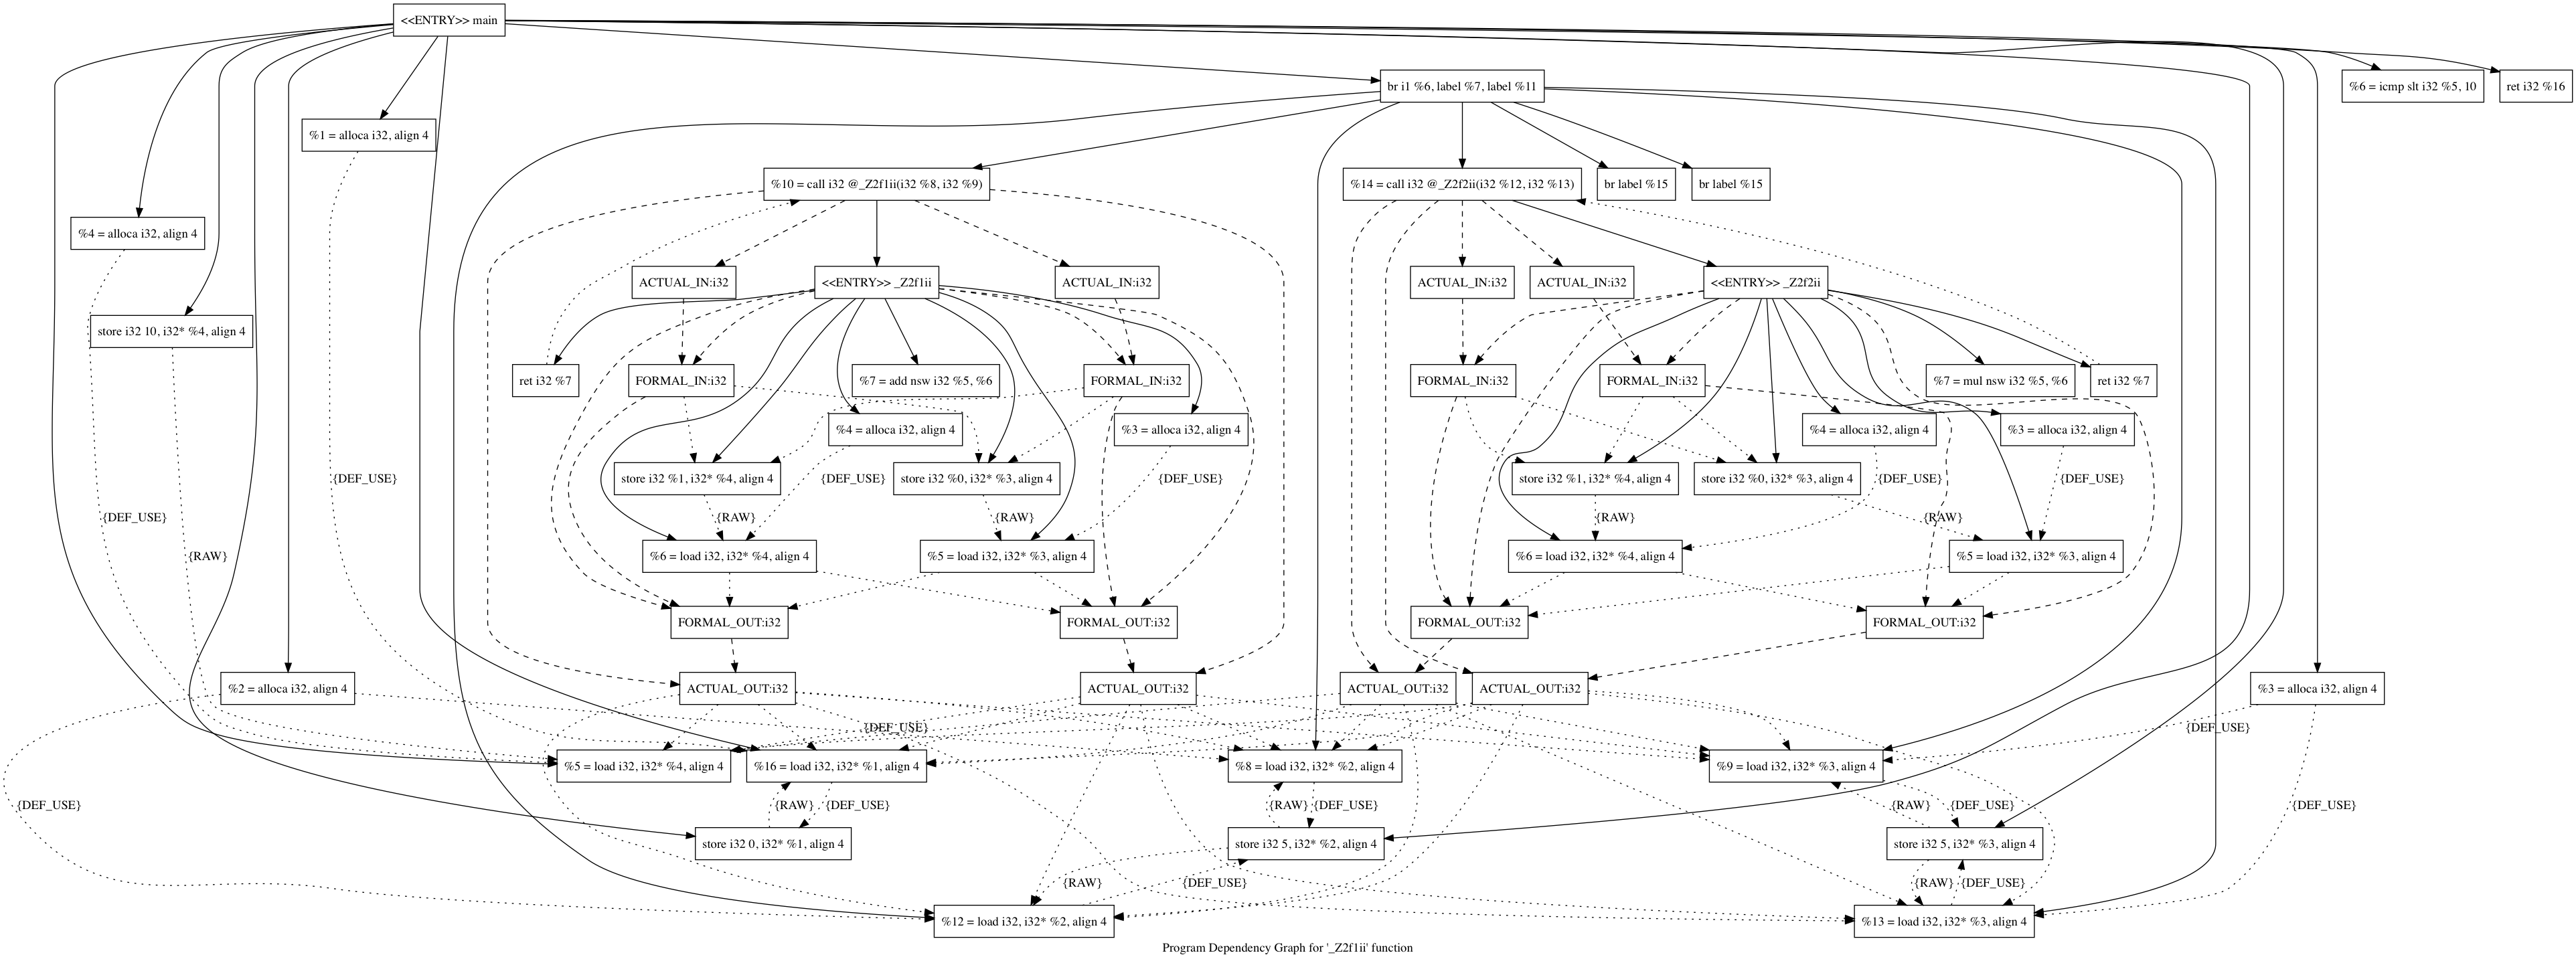 <<ENTRY>> main
br i1 %6, label %7, label %11
%6 = icmp slt i32 %5, 10
ret i32 %16
%1 = alloca i32, align 4
%10 = call i32 @_Z2f1ii(i32 %8, i32 %9)
%14 = call i32 @_Z2f2ii(i32 %12, i32 %13)
br label %15
br label %15
%4 = alloca i32, align 4
ACTUAL_IN:i32
<<ENTRY>> _Z2f1ii
ACTUAL_IN:i32
ACTUAL_IN:i32
ACTUAL_IN:i32
<<ENTRY>> _Z2f2ii
store i32 10, i32* %4, align 4
ret i32 %7
FORMAL_IN:i32
%7 = add nsw i32 %5, %6
FORMAL_IN:i32
FORMAL_IN:i32
FORMAL_IN:i32
%7 = mul nsw i32 %5, %6
ret i32 %7
%4 = alloca i32, align 4
%3 = alloca i32, align 4
%4 = alloca i32, align 4
%3 = alloca i32, align 4
{DEF_USE}
store i32 %1, i32* %4, align 4
{DEF_USE}
store i32 %0, i32* %3, align 4
{DEF_USE}
store i32 %1, i32* %4, align 4
store i32 %0, i32* %3, align 4
{DEF_USE}
{DEF_USE}
{DEF_USE}
{RAW}
{RAW}
{RAW}
{RAW}
{RAW}
%6 = load i32, i32* %4, align 4
%5 = load i32, i32* %3, align 4
%6 = load i32, i32* %4, align 4
%5 = load i32, i32* %3, align 4
FORMAL_OUT:i32
FORMAL_OUT:i32
FORMAL_OUT:i32
FORMAL_OUT:i32
%2 = alloca i32, align 4
ACTUAL_OUT:i32
ACTUAL_OUT:i32
ACTUAL_OUT:i32
ACTUAL_OUT:i32
%3 = alloca i32, align 4
{DEF_USE}
{DEF_USE}
%5 = load i32, i32* %4, align 4
%16 = load i32, i32* %1, align 4
%8 = load i32, i32* %2, align 4
%9 = load i32, i32* %3, align 4
{DEF_USE}
{RAW}
{DEF_USE}
{RAW}
{DEF_USE}
{RAW}
{DEF_USE}
{DEF_USE}
store i32 0, i32* %1, align 4
store i32 5, i32* %2, align 4
store i32 5, i32* %3, align 4
{RAW}
{DEF_USE}
{RAW}
{DEF_USE}
%12 = load i32, i32* %2, align 4
%13 = load i32, i32* %3, align 4
Program Dependency Graph for '_Z2f1ii' function